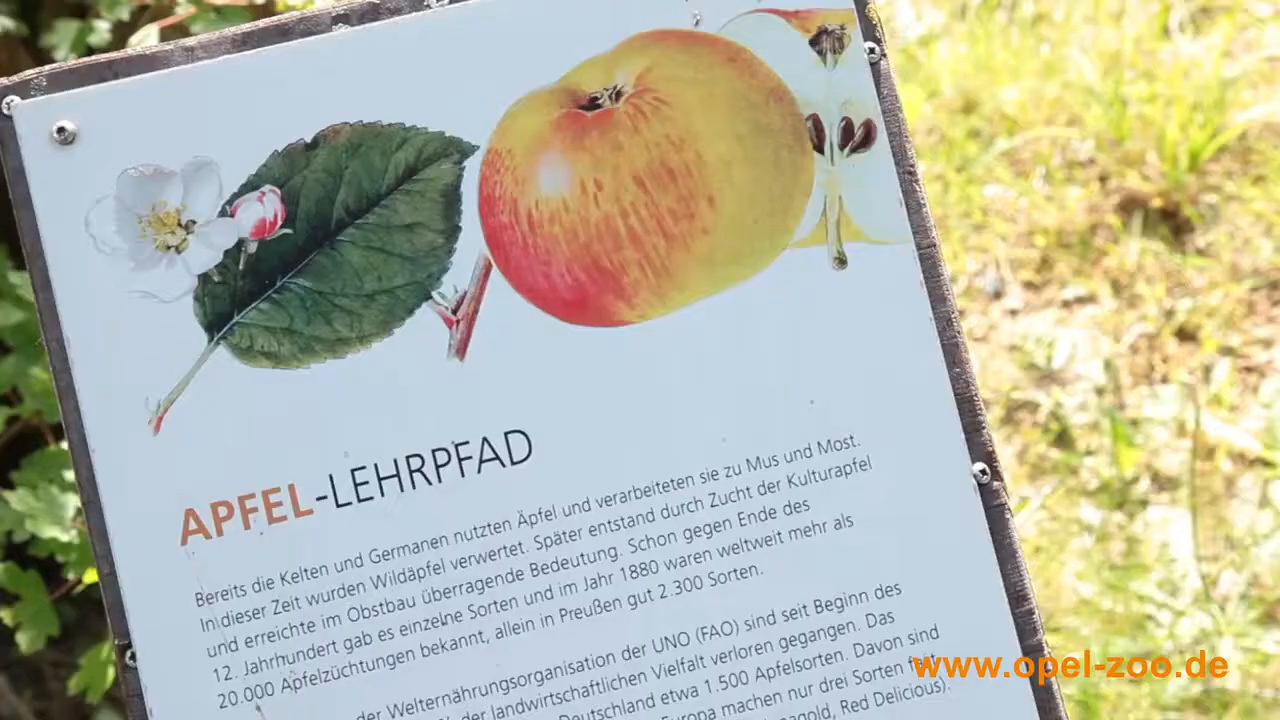 APFEL-LEHRPFAD
Bereits die Kelten und Germanen nutzten Äpfel und verarbeiteten sie zu Mus und Most.
In dieser Zeit wurden Wildäpfel verwertet. Später entstand durch Zucht der Kulturapfel
und erreichte im Obstbau überragende Bedeutung. Schon gegen Ende des
12. Jahrhundert gab es einzelne Sorten und im Jahr 1880 waren weltweit mehr als
20.000 Apfelzüchtungen bekannt, allein in Preußen gut 2.300 Sorten.
der Welternährungsorganisation der UNO (FAO) sind seit Beginn des
der landwirtschaftlichen Vielfalt verloren gegangen. Das
Deutschland etwa 1.500 Apfelsorten. Davon sind
Europa machen nur drei Sorten
Red Delicious).
www.opel-zoo.de